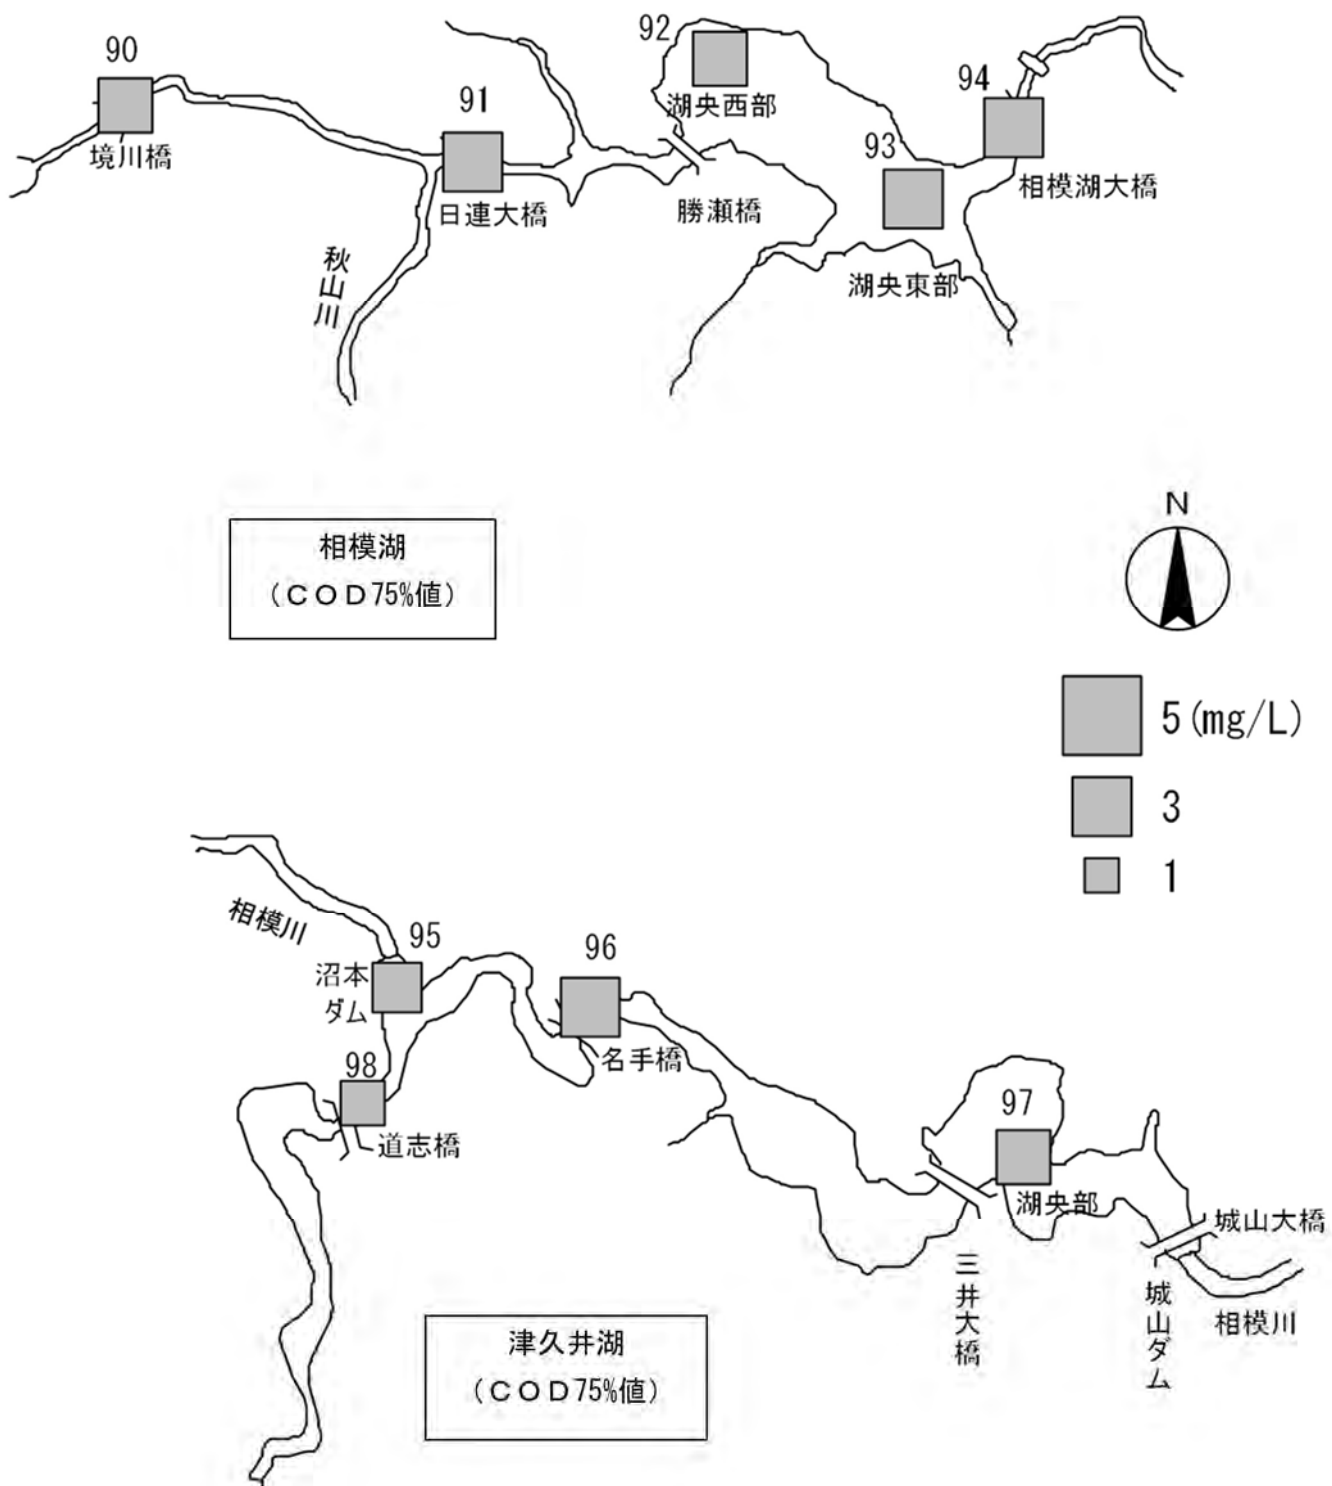 90
境川橋
91
日連大橋
秋山川
92
湖央西部
勝瀬橋
93
湖央東部
94
相模湖大橋
相模湖
(COD75%値)
N
5(mg/L)
3
1
相模川
95
沼本
ダム
96
名手橋
98
道志橋
97
湖央部
三井大橋
城山大橋
城山ダム
相模川
津久井湖
(COD75%値)